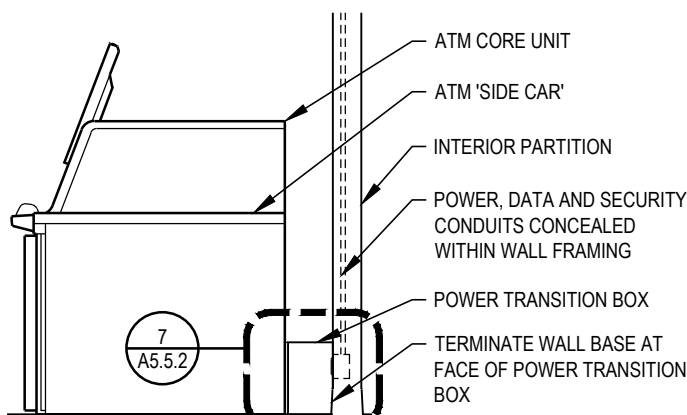 ATM CORE UNIT
ATM 'SIDE CAR'
INTERIOR PARTITION
POWER, DATA AND SECURITY
CONDUITS CONCEALED
WITHIN WALL FRAMING
POWER TRANSITION BOX
TERMINATE WALL BASE AT
FACE OF POWER TRANSITION
BOX
7
A5.5.2